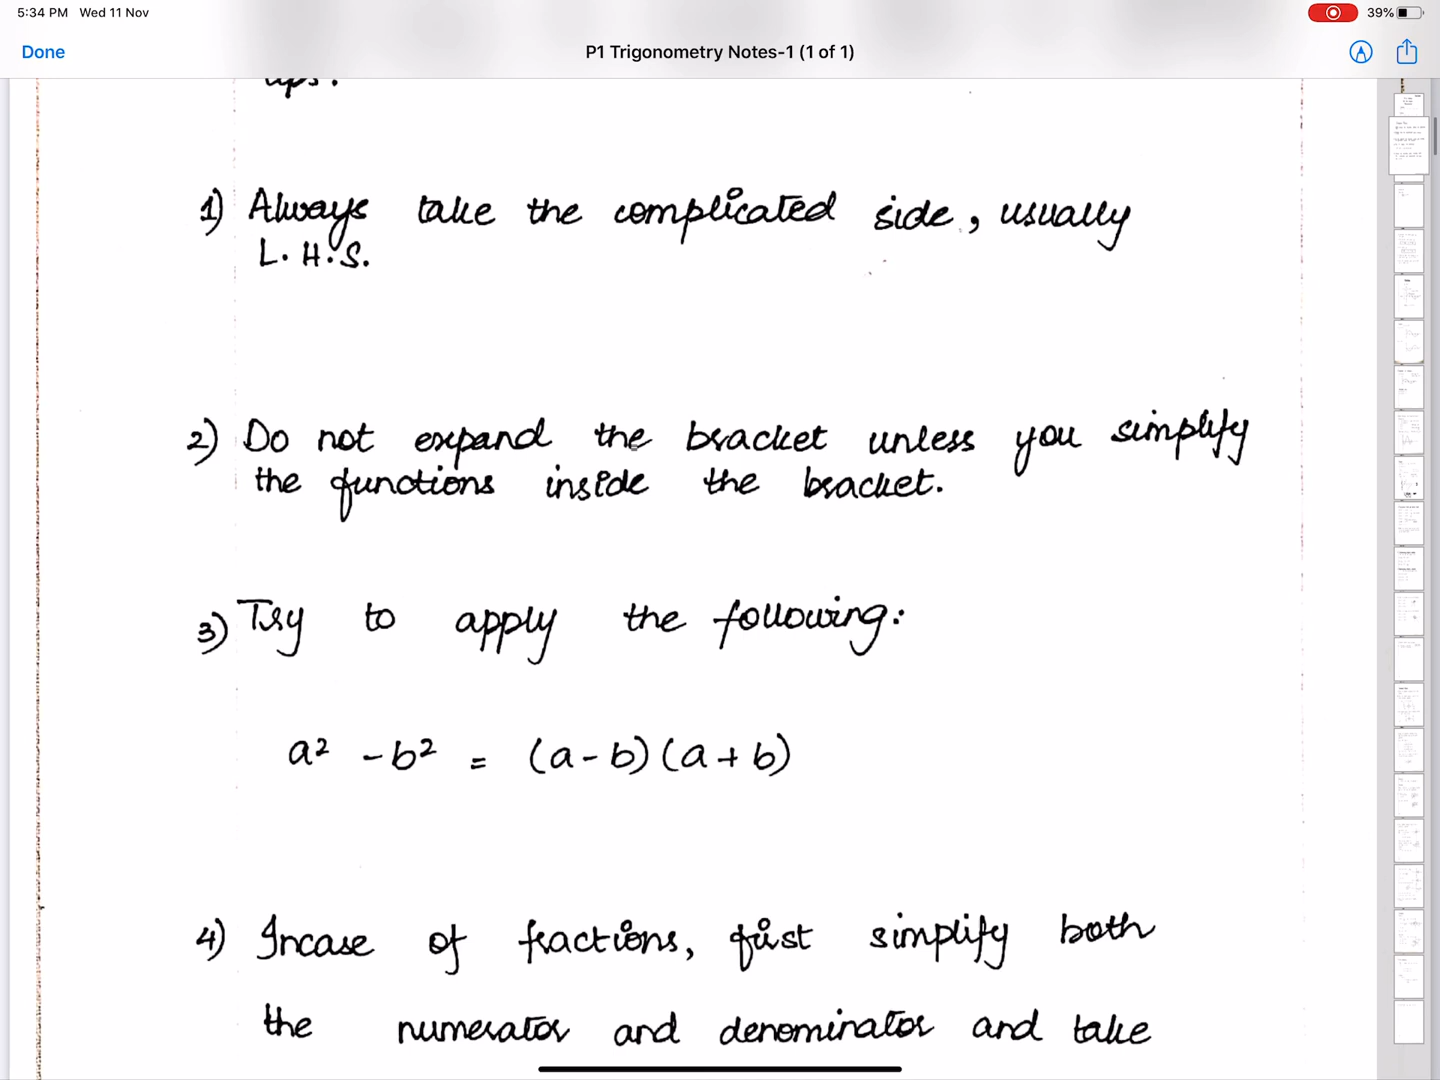 5:34 PM Wed 11 Nov
39%
Done
P1 Trigonometry Notes-1 (1 of 1)
1) Always take the complicated side, usually
L.H.S.
2) Do not expand the bracket unless you simplify
the functions inside the bracket.
3) Try to apply the following:
a² - b² = (a - b)(a + b)
4) Incase of fractions, first simplify both
the numerator and denominator and take